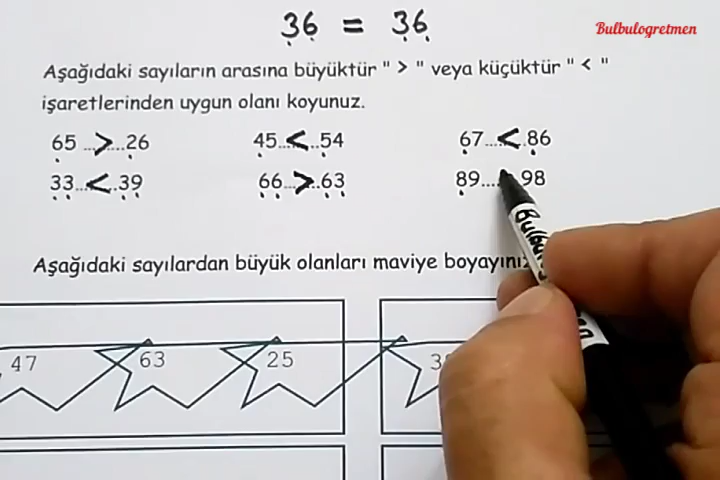 36 = 36
Bulbulogretmen
Aşağıdaki sayıların arasına büyüktür " > " veya küçüktür " < "
işaretlerinden uygun olanı koyunuz.
65 ...>...26 45...<...54 67...<...86
33...<...39 66...>...63 89......98
Aşağıdaki sayılardan büyük olanları maviye boyayınız
47 63 25